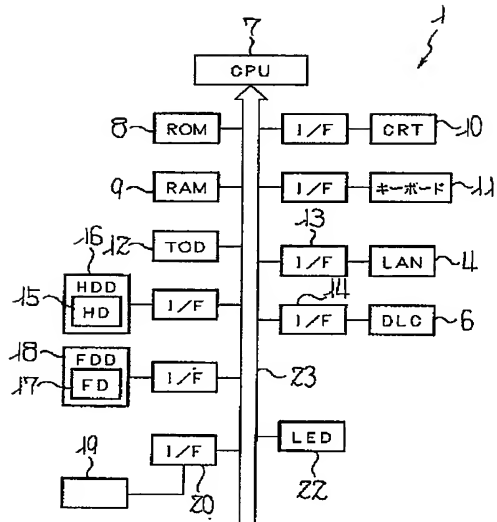 1
7
CPU
8 ROM I/F CRT 10
9 RAM I/F キーボード 11
12 TOD 13 I/F LAN 4
16 HDD
15 HD I/F 14 I/F DLC 6
18 FDD
17 FD I/F 23
19 I/F 20 LED 22